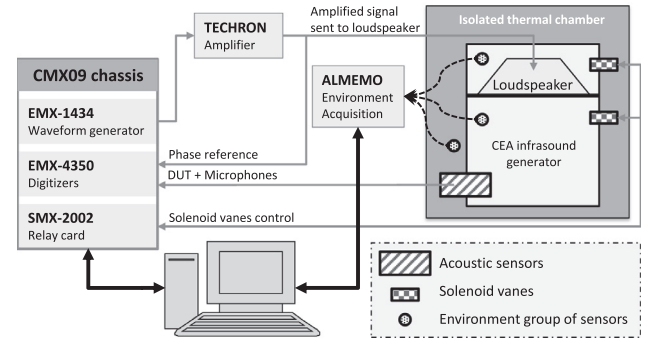 TECHRON
Amplifier
Amplified signal
sent to loudspeaker
Isolated thermal chamber
CMX09 chassis
EMX-1434
Waveform generator
EMX-4350
Digitizers
SMX-2002
Relay card
ALMEMO
Environment
Acquisition
Loudspeaker
CEA infrasound
generator
Phase reference
DUT + Microphones
Solenoid vanes control
Acoustic sensors
Solenoid vanes
Environment group of sensors